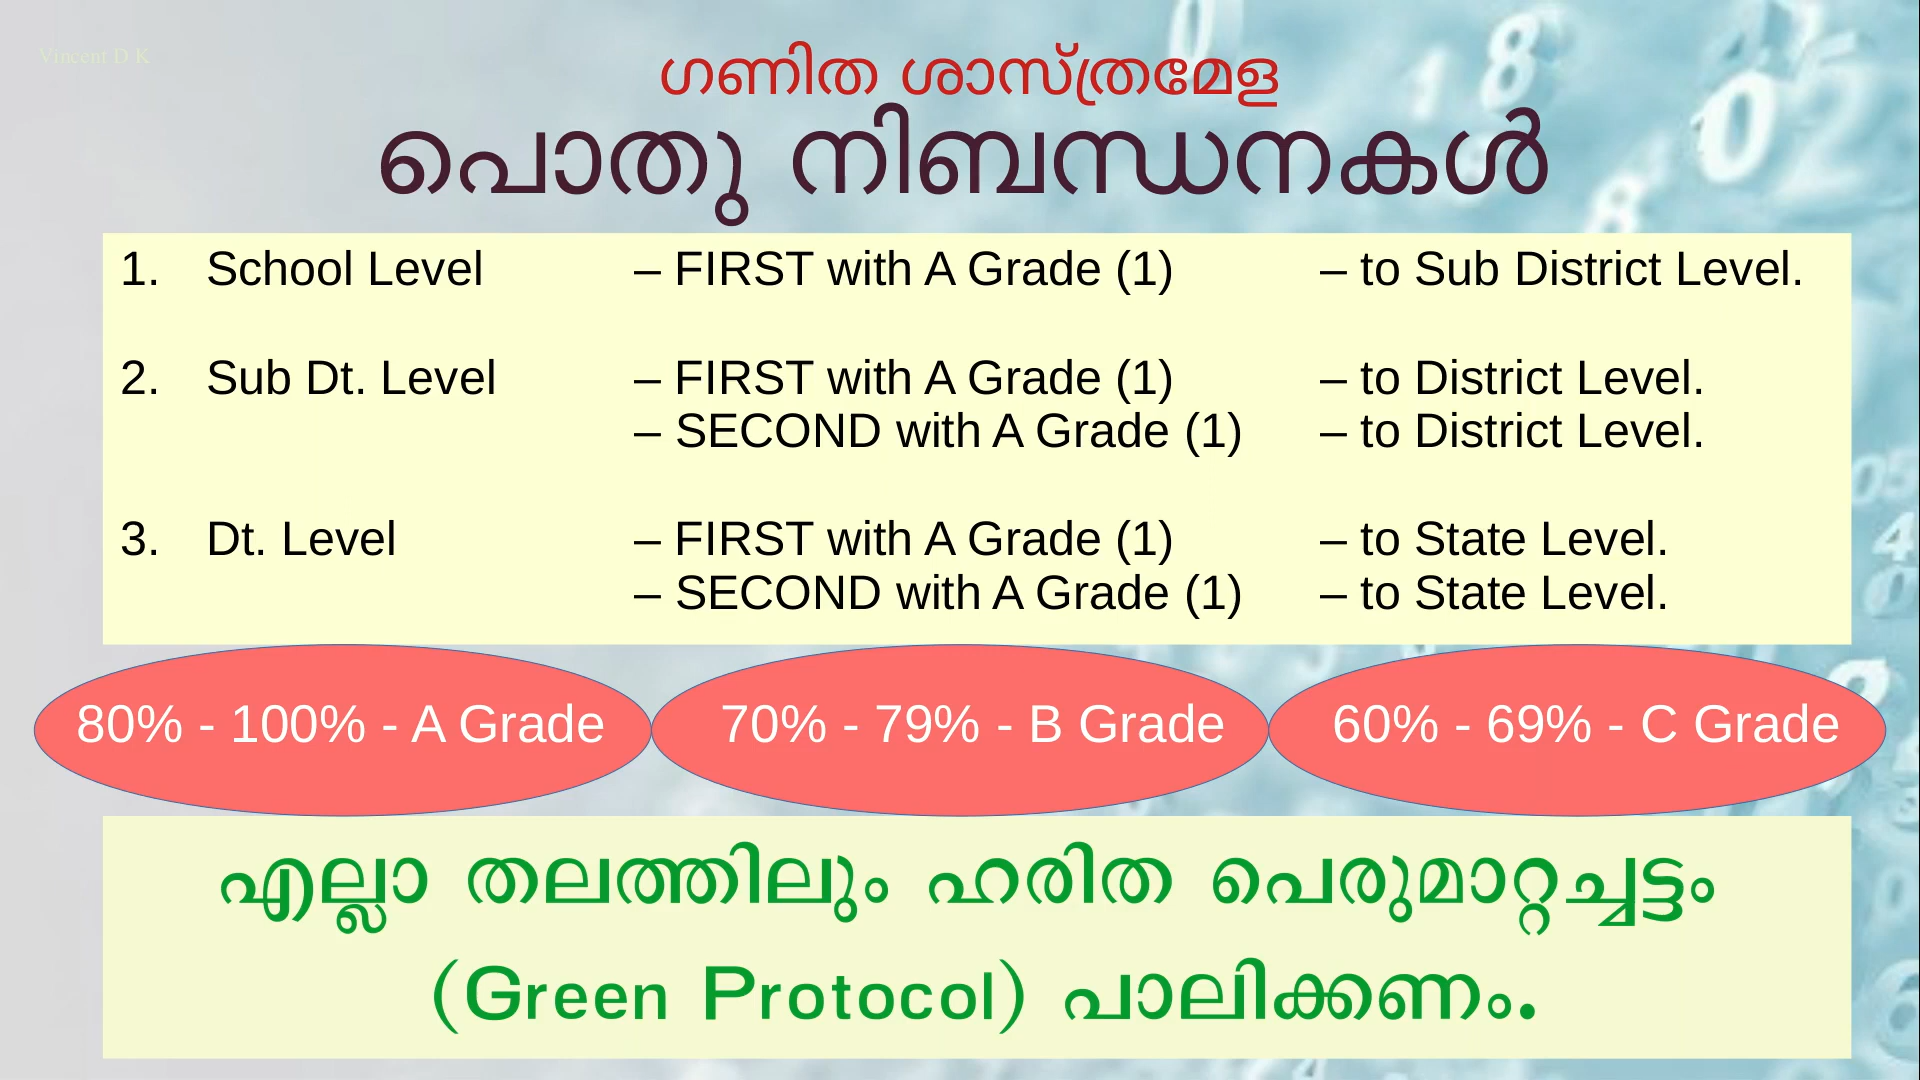 Vincent D K
ഗണിത ശാസ്ത്രമേള
പൊതു നിബന്ധനകൾ
1. School Level – FIRST with A Grade (1) – to Sub District Level.
2. Sub Dt. Level – FIRST with A Grade (1) – to District Level.
– SECOND with A Grade (1) – to District Level.
3. Dt. Level – FIRST with A Grade (1) – to State Level.
– SECOND with A Grade (1) – to State Level.
80% - 100% - A Grade 70% - 79% - B Grade 60% - 69% - C Grade
എല്ലാ തലത്തിലും ഹരിത പെരുമാറ്റച്ചട്ടം
(Green Protocol) പാലിക്കണം.